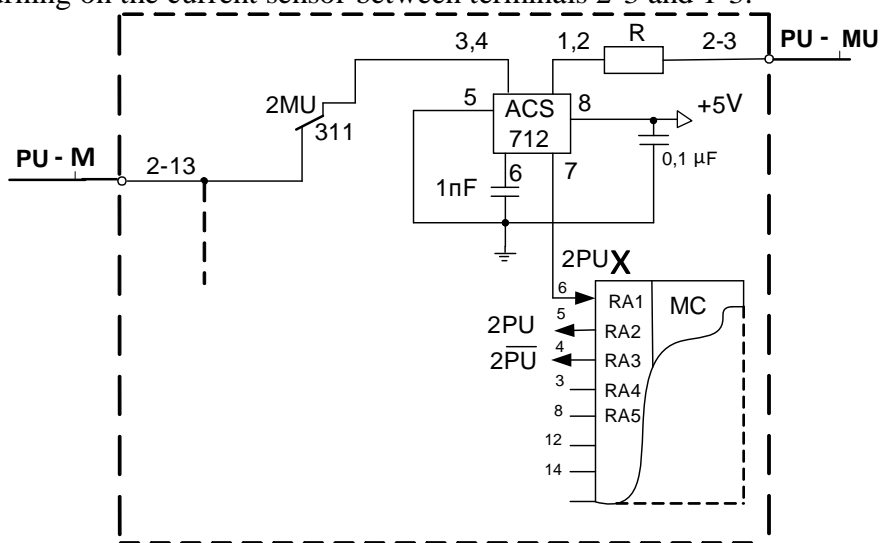 urning on the current sensor between terminals 2-3 and 1-3.
PU - MU
3,4
1,2
R
2-3
2MU
311
5
ACS
712
8
+5V
0,1 µF
PU - M
2-13
1пF
6
7
2PUX
6
RA1
MC
5
2PU
RA2
4
2P̅U̅
RA3
3
RA4
8
RA5
12
14